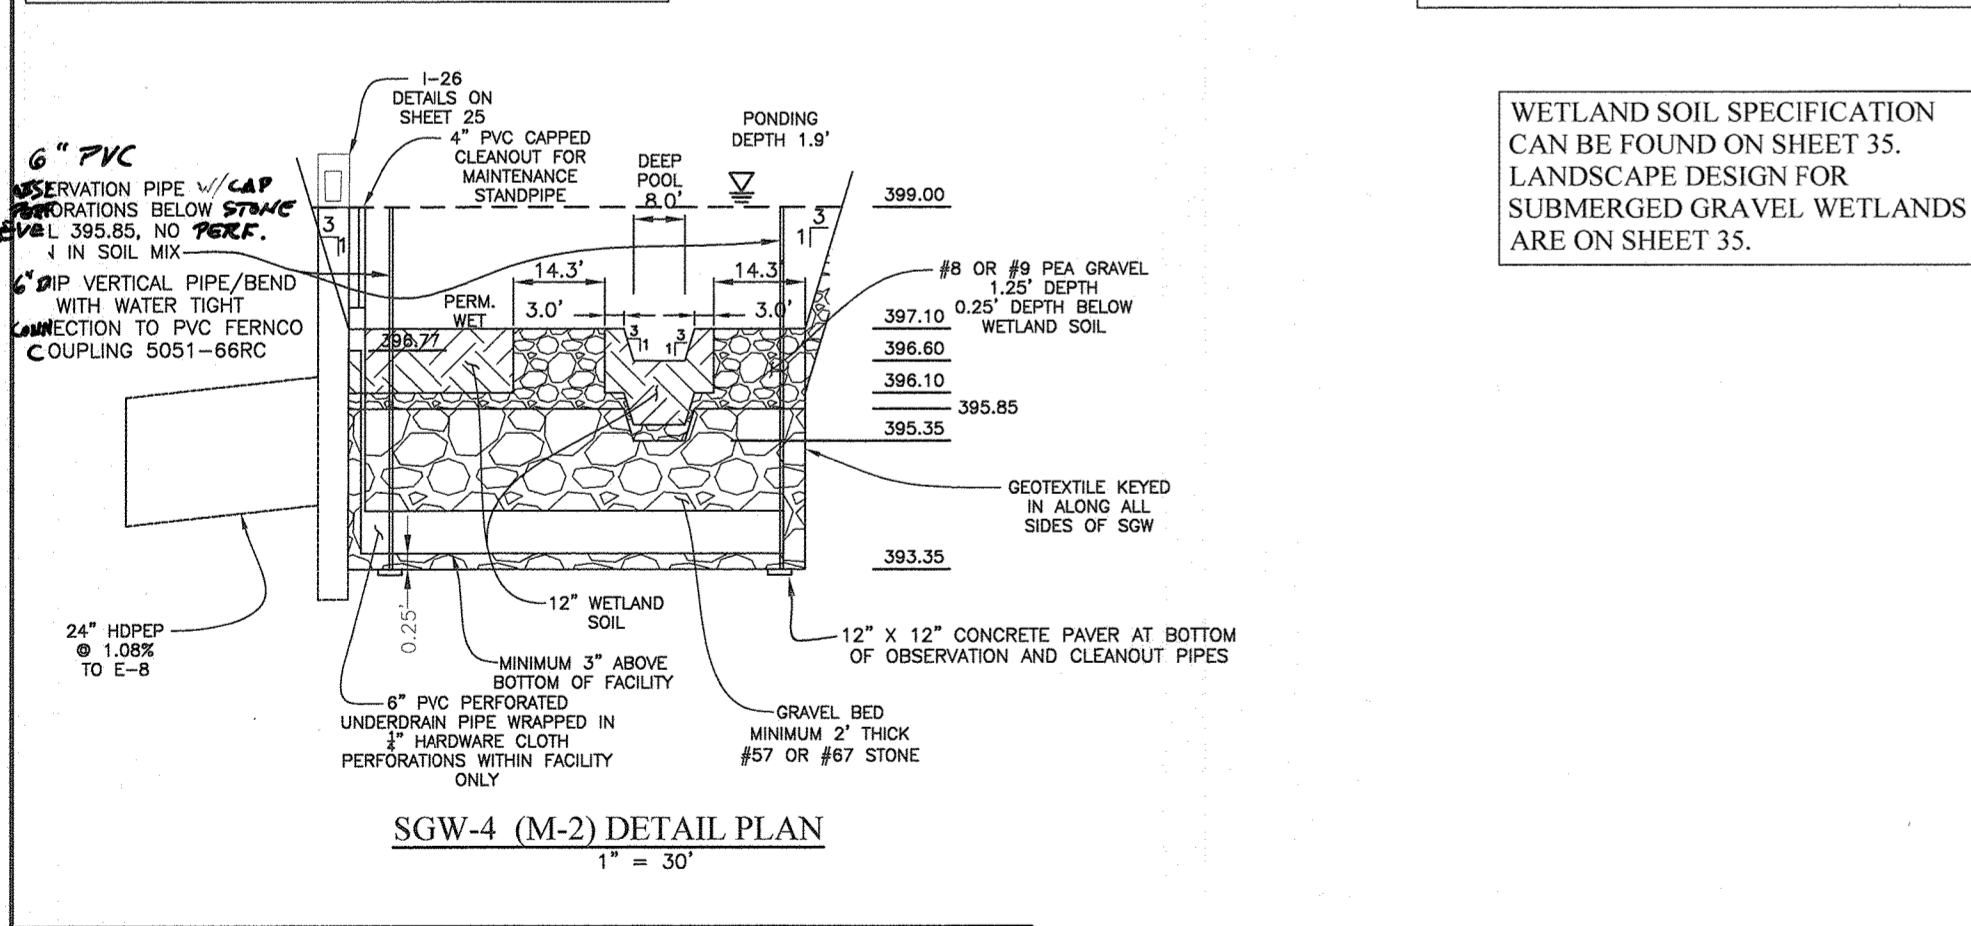 I-26
DETAILS ON
SHEET 25
4" PVC CAPPED
CLEANOUT FOR
MAINTENANCE
STANDPIPE
PONDING
DEPTH 1.9'
DEEP
POOL
8.0'
6" PVC
OBSERVATION PIPE W/ CAP
PERFORATIONS BELOW STONE
LEVEL 395.85, NO PERF.
IN SOIL MIX
6" DIP VERTICAL PIPE/BEND
WITH WATER TIGHT
CONNECTION TO PVC FERNCO
COUPLING 5051-66RC
3
1
3
1
14.3'
14.3'
PERM.
WET
3.0'
3.0'
396.77
3
1
3
1
399.00
397.10
396.60
396.10
395.85
395.35
393.35
#8 OR #9 PEA GRAVEL
1.25' DEPTH
0.25' DEPTH BELOW
WETLAND SOIL
GEOTEXTILE KEYED
IN ALONG ALL
SIDES OF SGW
24" HDPEP
@ 1.08%
TO E-8
0.25'
12" WETLAND
SOIL
MINIMUM 3" ABOVE
BOTTOM OF FACILITY
6" PVC PERFORATED
UNDERDRAIN PIPE WRAPPED IN
1/4" HARDWARE CLOTH
PERFORATIONS WITHIN FACILITY
ONLY
GRAVEL BED
MINIMUM 2' THICK
#57 OR #67 STONE
12" X 12" CONCRETE PAVER AT BOTTOM
OF OBSERVATION AND CLEANOUT PIPES
SGW-4 (M-2) DETAIL PLAN
1" = 30'
WETLAND SOIL SPECIFICATION
CAN BE FOUND ON SHEET 35.
LANDSCAPE DESIGN FOR
SUBMERGED GRAVEL WETLANDS
ARE ON SHEET 35.